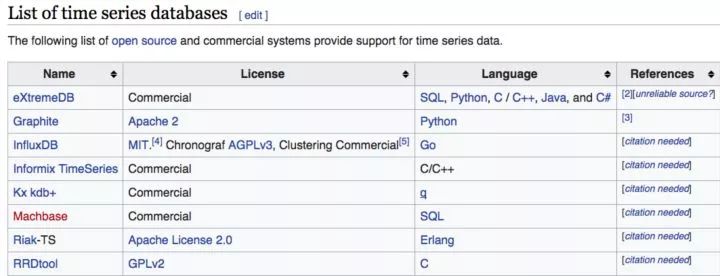 List of time series databases [ edit ]
The following list of open source and commercial systems provide support for time series data.
Name License Language References
eXtremeDB Commercial SQL, Python, C / C++, Java, and C# [2][unreliable source?]
Graphite Apache 2 Python [3]
InfluxDB MIT.[4] Chronograf AGPLv3, Clustering Commercial[5] Go [citation needed]
Informix TimeSeries Commercial C/C++ [citation needed]
Kx kdb+ Commercial q [citation needed]
Machbase Commercial SQL [citation needed]
Riak-TS Apache License 2.0 Erlang [citation needed]
RRDtool GPLv2 C [citation needed]